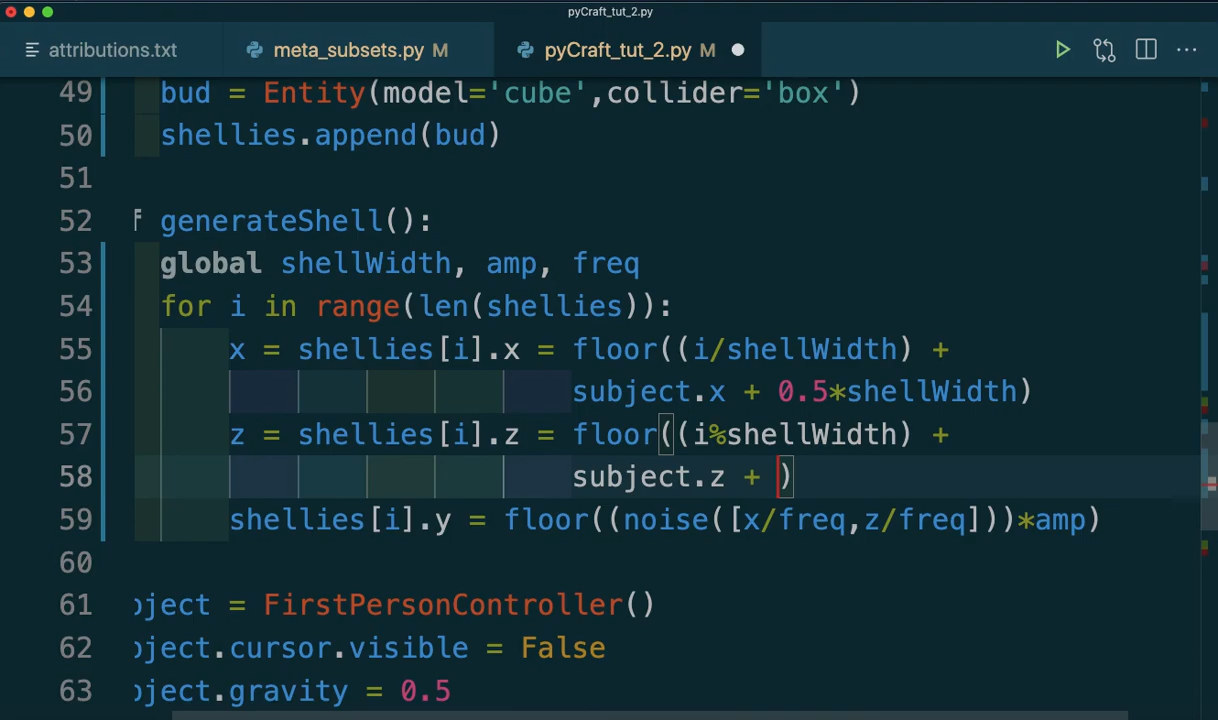 pyCraft_tut_2.py
attributions.txt meta_subsets.py M pyCraft_tut_2.py M
49 bud = Entity(model='cube',collider='box')
50 shellies.append(bud)
51
52 f generateShell():
53 global shellWidth, amp, freq
54 for i in range(len(shellies)):
55 x = shellies[i].x = floor((i/shellWidth) +
56 subject.x + 0.5*shellWidth)
57 z = shellies[i].z = floor((i%shellWidth) +
58 subject.z + )
59 shellies[i].y = floor((noise([x/freq,z/freq]))*amp)
60
61 bject = FirstPersonController()
62 bject.cursor.visible = False
63 bject.gravity = 0.5